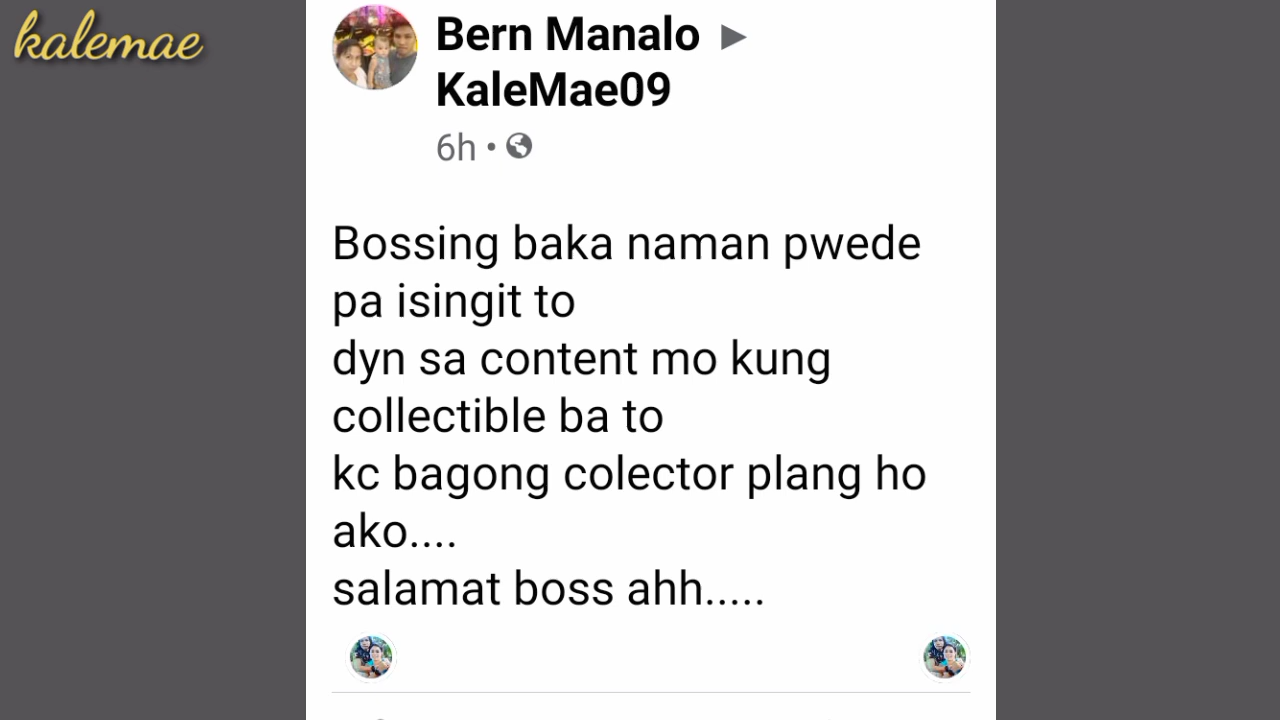 kalemae
Bern Manalo ▶
KaleMae09
6h •
Bossing baka naman pwede
pa isingit to
dyn sa content mo kung
collectible ba to
kc bagong colector plang ho
ako....
salamat boss ahh.....